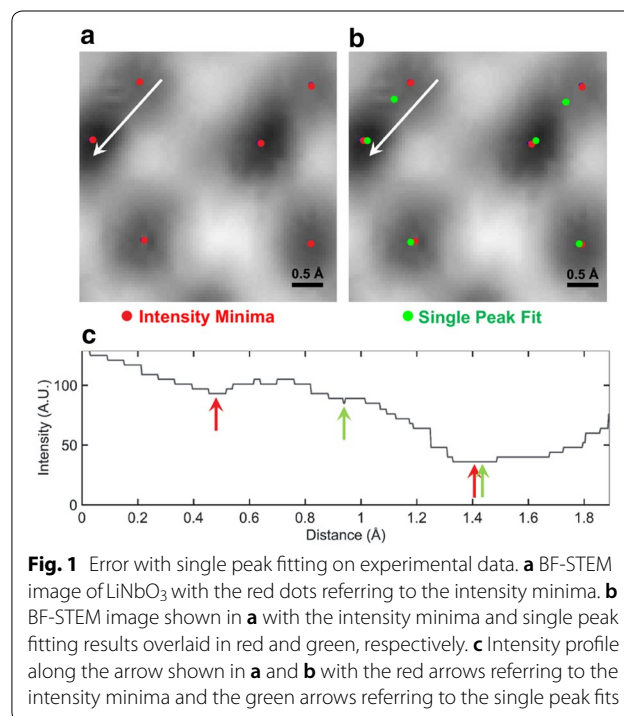 a
b
0.5 Å
0.5 Å
Intensity Minima
Single Peak Fit
c
Intensity (A.U.)
100
50
0
0 0.2 0.4 0.6 0.8 1 1.2 1.4 1.6 1.8
Distance (Å)
Fig. 1 Error with single peak fitting on experimental data. a BF-STEM
image of LiNbO₃ with the red dots referring to the intensity minima. b
BF-STEM image shown in a with the intensity minima and single peak
fitting results overlaid in red and green, respectively. c Intensity profile
along the arrow shown in a and b with the red arrows referring to the
intensity minima and the green arrows referring to the single peak fits